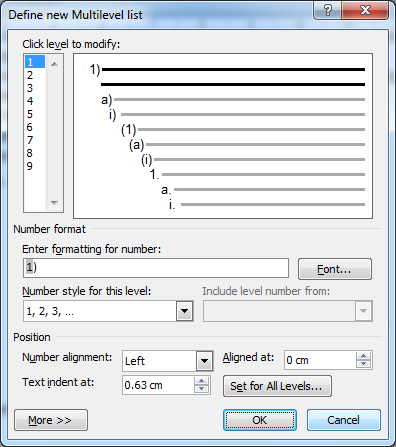 Define new Multilevel list
?
Click level to modify:
1
2
3
4
5
6
7
8
9
1)
a)
i)
(1)
(a)
(i)
1.
a.
i.
Number format
Enter formatting for number:
1)
Font...
Number style for this level:
Include level number from:
1, 2, 3, ...
Position
Number alignment: Left
Aligned at: 0 cm
Text indent at: 0.63 cm
Set for All Levels...
More >>
OK
Cancel